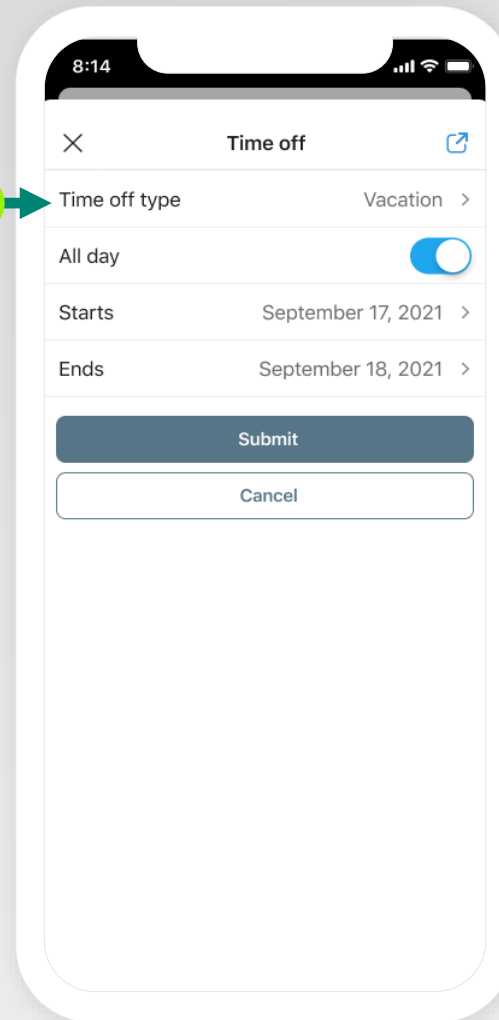 8:14
Time off
Time off type Vacation
All day
Starts September 17, 2021
Ends September 18, 2021
Submit
Cancel